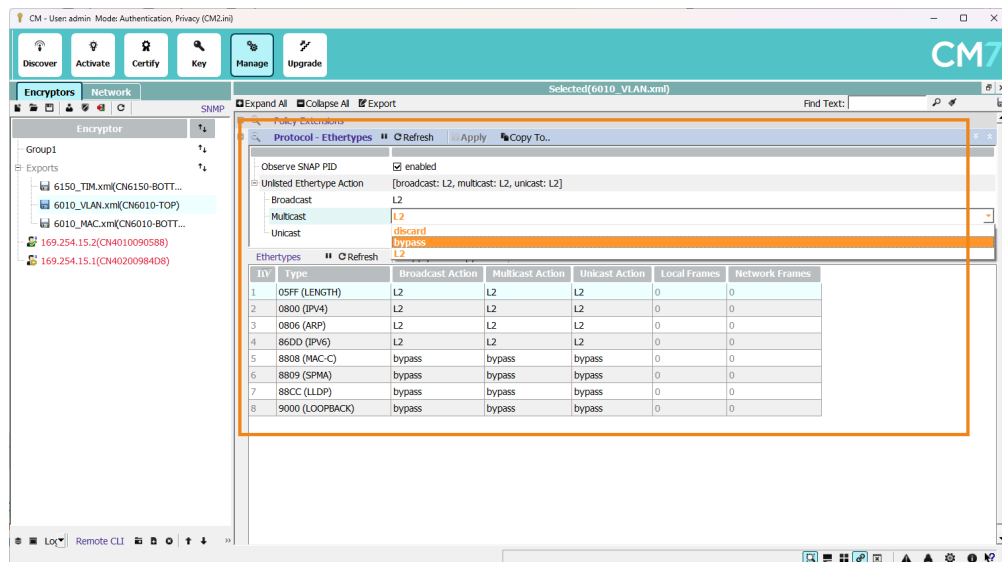 CM - User: admin Mode: Authentication, Privacy (CM2.ini)
Discover Activate Certify Key Manage Upgrade
CM7
Encryptors Network
Selected(6010_VLAN.xml)
SNMP
Expand All Collapse All Export Find Text:
Encryptor
Policy Extensions
Protocol - Ethertypes Refresh Apply Copy To..
Group1
Exports
6150_TIM.xml(CN6150-BOTT...
6010_VLAN.xml(CN6010-TOP)
6010_MAC.xml(CN6010-BOTT...
169.254.15.2(CN4010090588)
169.254.15.1(CN40200984D8)
Observe SNAP PID enabled
Unlisted Ethertype Action [broadcast: L2, multicast: L2, unicast: L2]
Broadcast L2
Multicast L2
Unicast
discard
bypass
L2
Ethertypes Refresh
Type Broadcast Action Multicast Action Unicast Action Local Frames Network Frames
1 05FF (LENGTH) L2 L2 L2 0 0
2 0800 (IPV4) L2 L2 L2 0 0
3 0806 (ARP) L2 L2 L2 0 0
4 86DD (IPV6) L2 L2 L2 0 0
5 8808 (MAC-C) bypass bypass bypass 0 0
6 8809 (SPMA) bypass bypass bypass 0 0
7 88CC (LLDP) bypass bypass bypass 0 0
8 9000 (LOOPBACK) bypass bypass bypass 0 0
Remote CLI